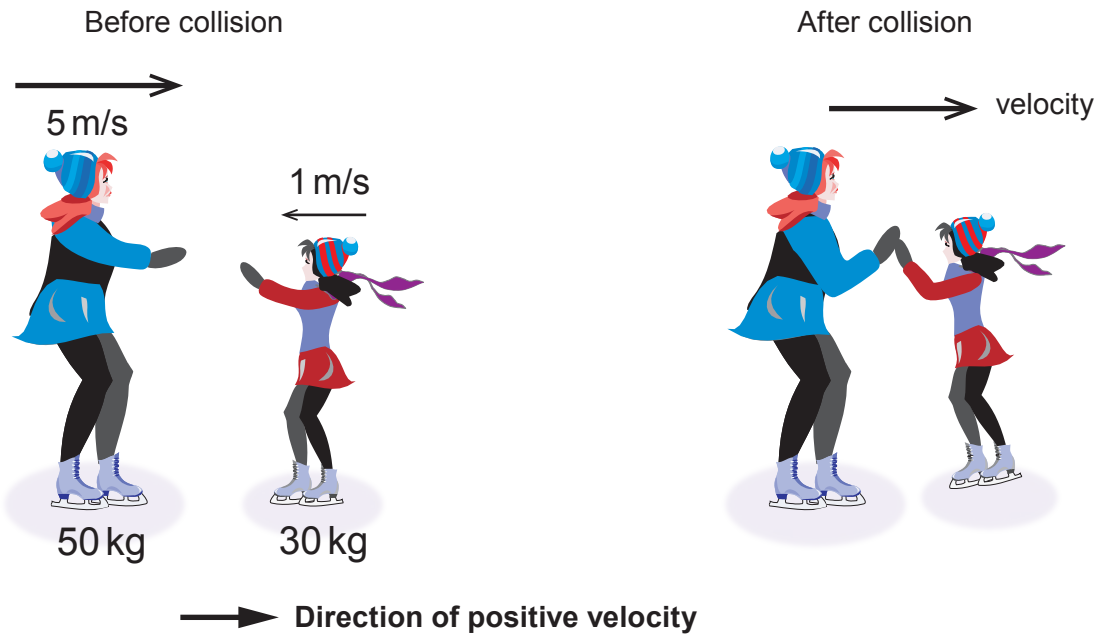 Before collision
After collision
5 m/s
velocity
1 m/s
50 kg
30 kg
Direction of positive velocity